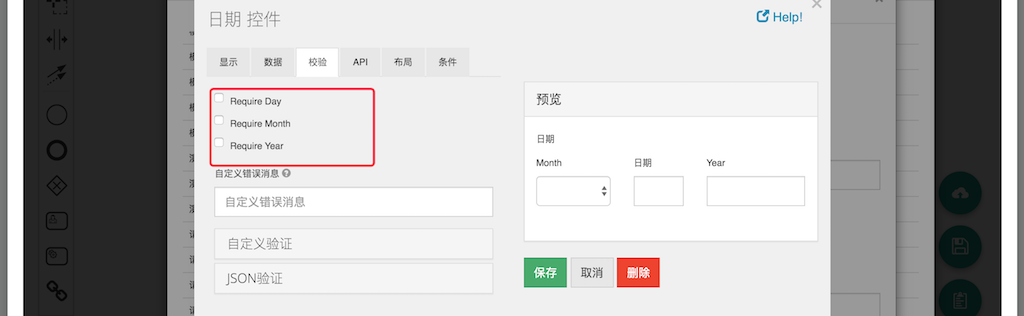 日期 控件
Help!
显示 数据 校验 API 布局 条件
Require Day
Require Month
Require Year
自定义错误消息
自定义错误消息
自定义验证
JSON验证
预览
日期
Month 日期 Year
保存 取消 删除